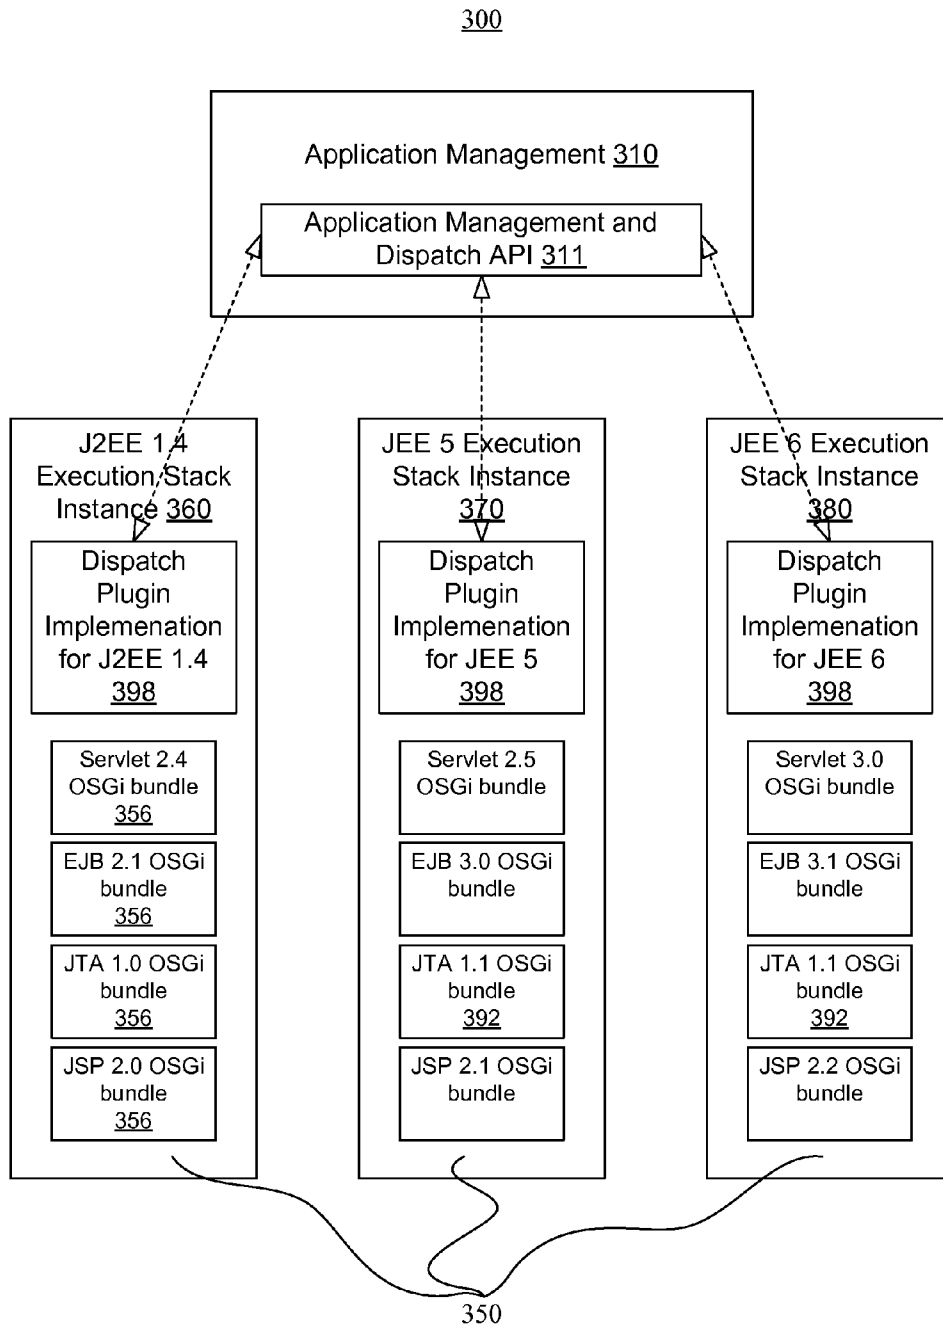 300
Application Management 310
Application Management and
Dispatch API 311
J2EE 1.4
Execution Stack
Instance 360
Dispatch
Plugin
Implemenation
for J2EE 1.4
398
Servlet 2.4
OSGi bundle
356
EJB 2.1 OSGi
bundle
356
JTA 1.0 OSGi
bundle
356
JSP 2.0 OSGi
bundle
356
JEE 5 Execution
Stack Instance
370
Dispatch
Plugin
Implemenation
for JEE 5
398
Servlet 2.5
OSGi bundle
EJB 3.0 OSGi
bundle
JTA 1.1 OSGi
bundle
392
JSP 2.1 OSGi
bundle
JEE 6 Execution
Stack Instance
380
Dispatch
Plugin
Implemenation
for JEE 6
398
Servlet 3.0
OSGi bundle
EJB 3.1 OSGi
bundle
JTA 1.1 OSGi
bundle
392
JSP 2.2 OSGi
bundle
350